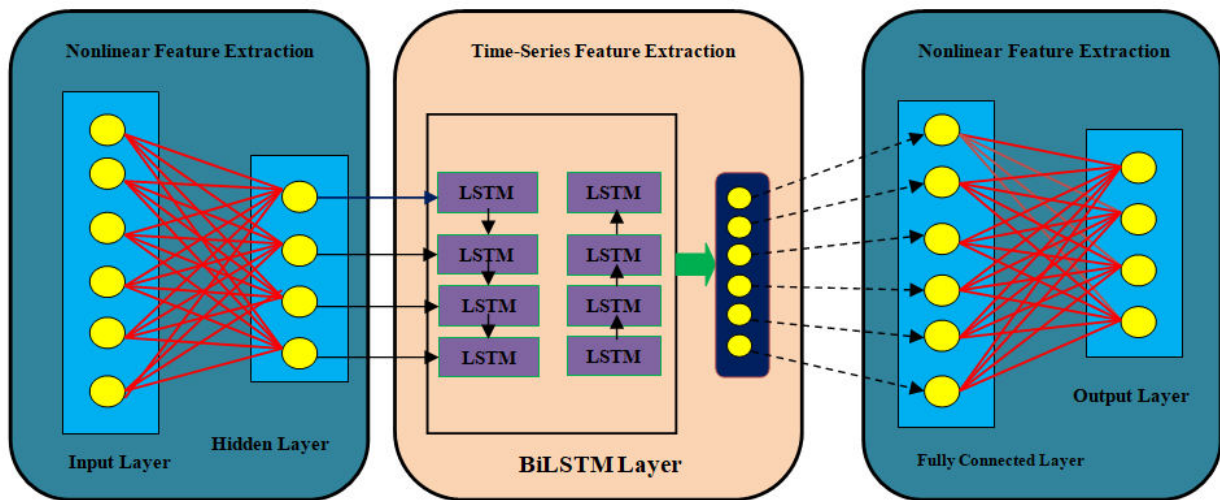 Nonlinear Feature Extraction
Input Layer
Hidden Layer
Time-Series Feature Extraction
LSTM
LSTM
LSTM
LSTM
LSTM
LSTM
LSTM
LSTM
BiLSTM Layer
Nonlinear Feature Extraction
Fully Connected Layer
Output Layer